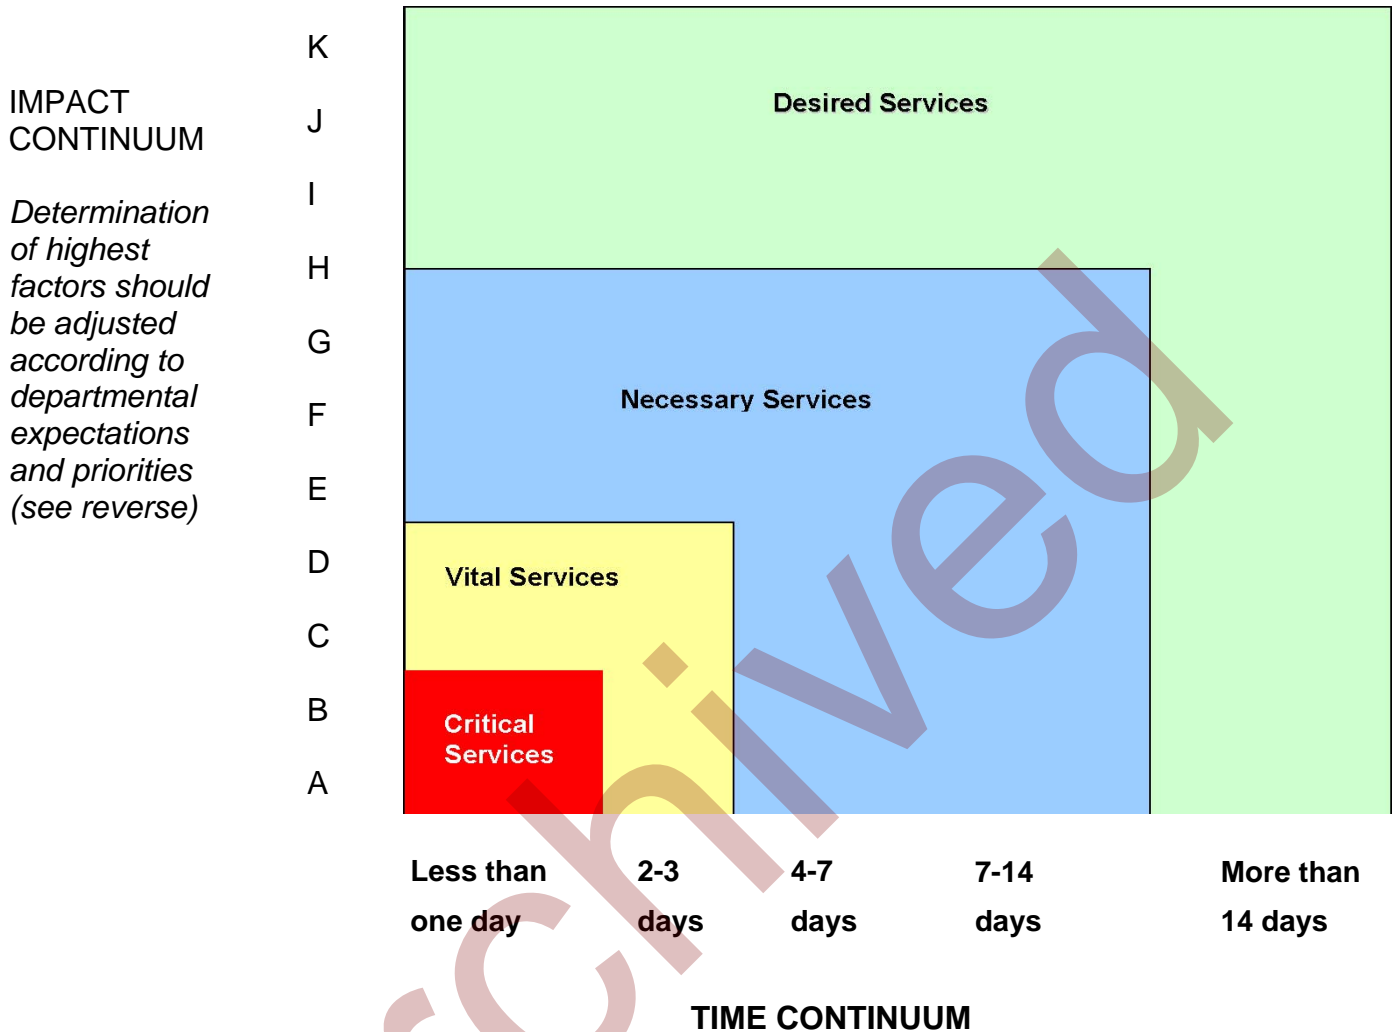 K
IMPACT
CONTINUUM
J
Desired Services
I
Determination
of highest
factors should
be adjusted
according to
departmental
expectations
and priorities
(see reverse)
H
G
F
E
Necessary Services
D
C
B
A
Vital Services
Critical
Services
Less than
one day
2-3
days
4-7
days
7-14
days
More than
14 days
TIME CONTINUUM
rchived